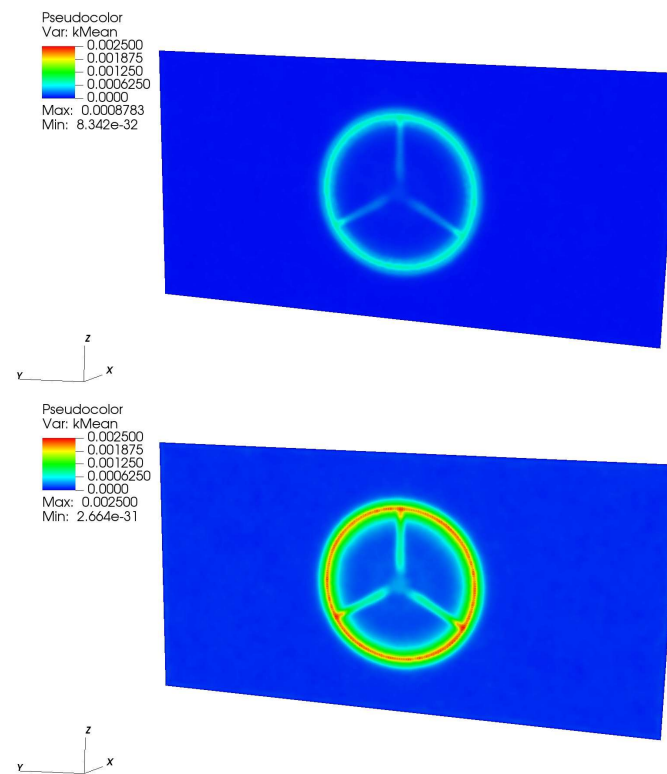 Pseudocolor
Var: kMean
0.002500
0.001875
0.001250
0.0006250
0.0000
Max: 0.0008783
Min: 8.342e-32
Z
Y
X
Pseudocolor
Var: kMean
0.002500
0.001875
0.001250
0.0006250
0.0000
Max: 0.002500
Min: 2.664e-31
Z
Y
X